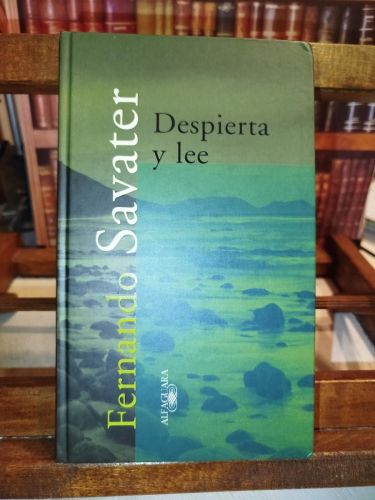 Fernando Savater
Despierta
y lee
ALFAGUARA